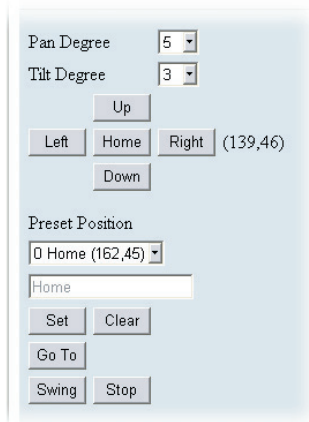 Pan Degree 5
Tilt Degree 3
Up
Left Home Right (139,46)
Down
Preset Position
0 Home (162,45)
Home
Set Clear
Go To
Swing Stop